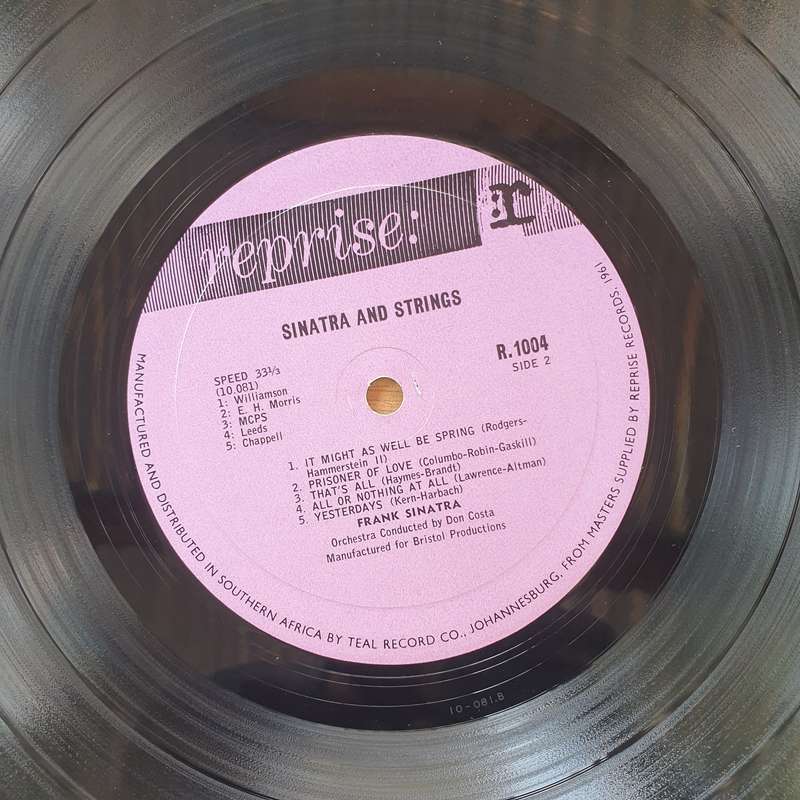 reprise: r
SINATRA AND STRINGS
R.1004
SIDE 2
SPEED 33⅓
(10.081)
1: Williamson
2: E. H. Morris
3: MCPS
4: Leeds
5: Chappell
1. IT MIGHT AS WELL BE SPRING (Rodgers-
Hammerstein II)
2. PRISONER OF LOVE (Columbo-Robin-Gaskill)
3. THAT'S ALL (Haymes-Brandt)
4. ALL OR NOTHING AT ALL (Lawrence-Altman)
5. YESTERDAYS (Kern-Harbach)
FRANK SINATRA
Orchestra Conducted by Don Costa
Manufactured for Bristol Productions
MANUFACTURED AND DISTRIBUTED IN SOUTHERN AFRICA BY TEAL RECORD CO., JOHANNESBURG, FROM MASTERS SUPPLIED BY REPRISE RECORDS, 1961
10-081.B